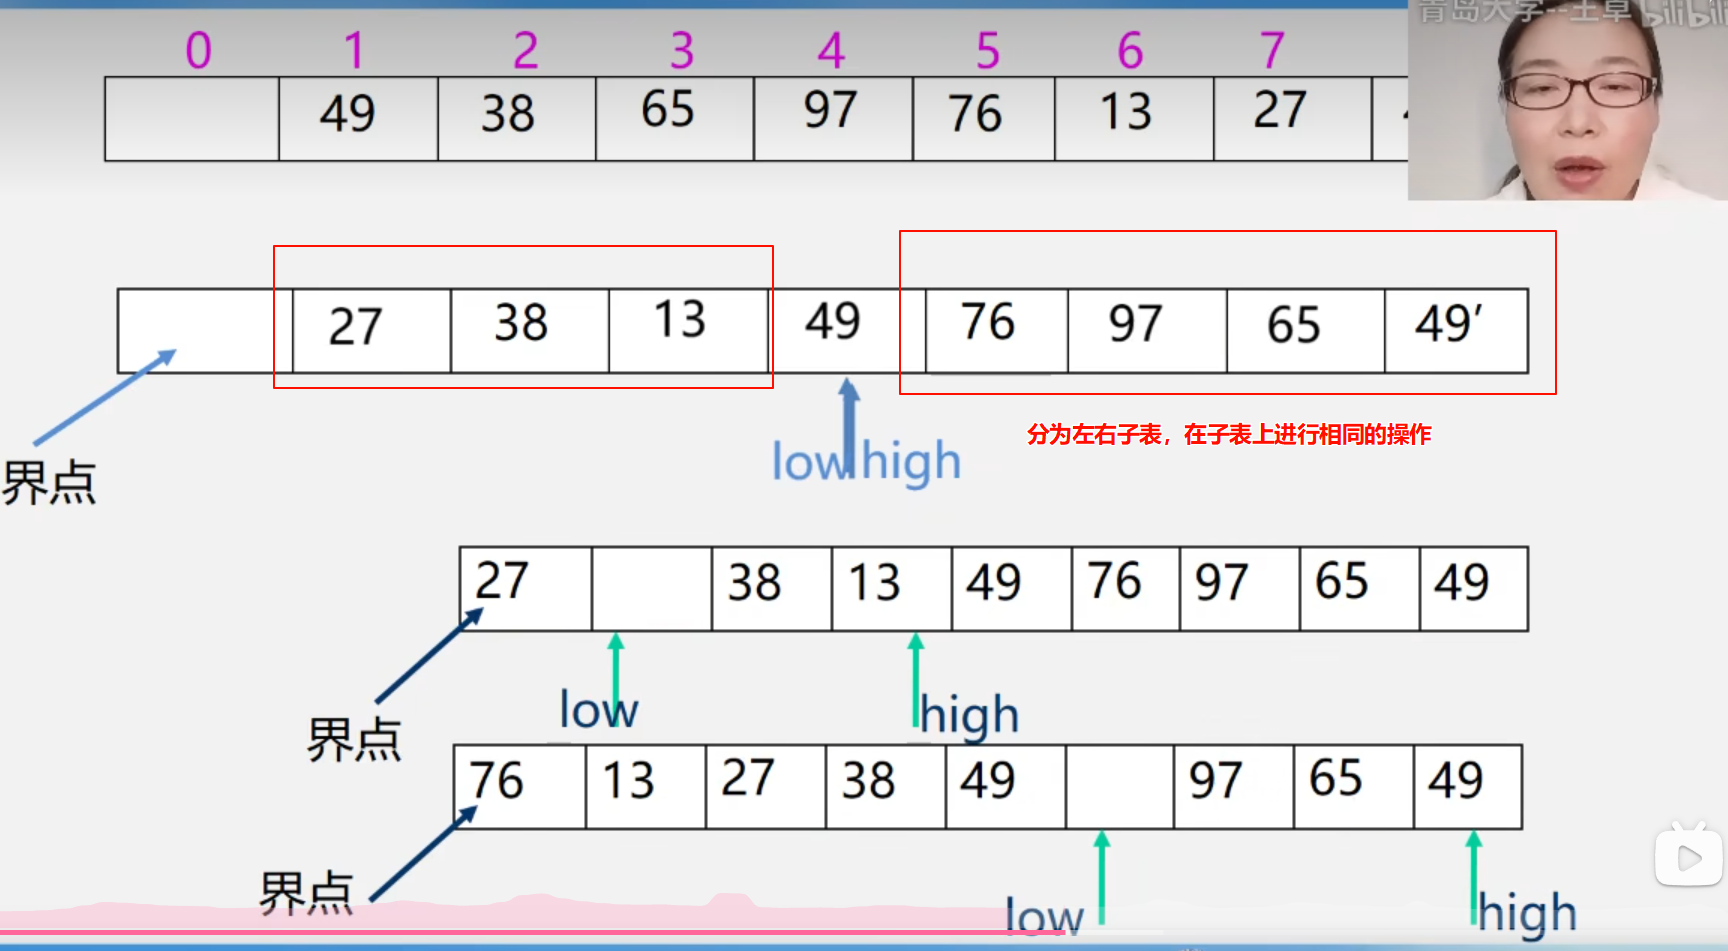 青岛大学--王卓 bilibili
0 1 2 3 4 5 6 7
49 38 65 97 76 13 27
27 38 13 49 76 97 65 49′
分为左右子表，在子表上进行相同的操作
low high
界点
27 38 13 49 76 97 65 49
low high
界点
76 13 27 38 49 97 65 49
界点
low high